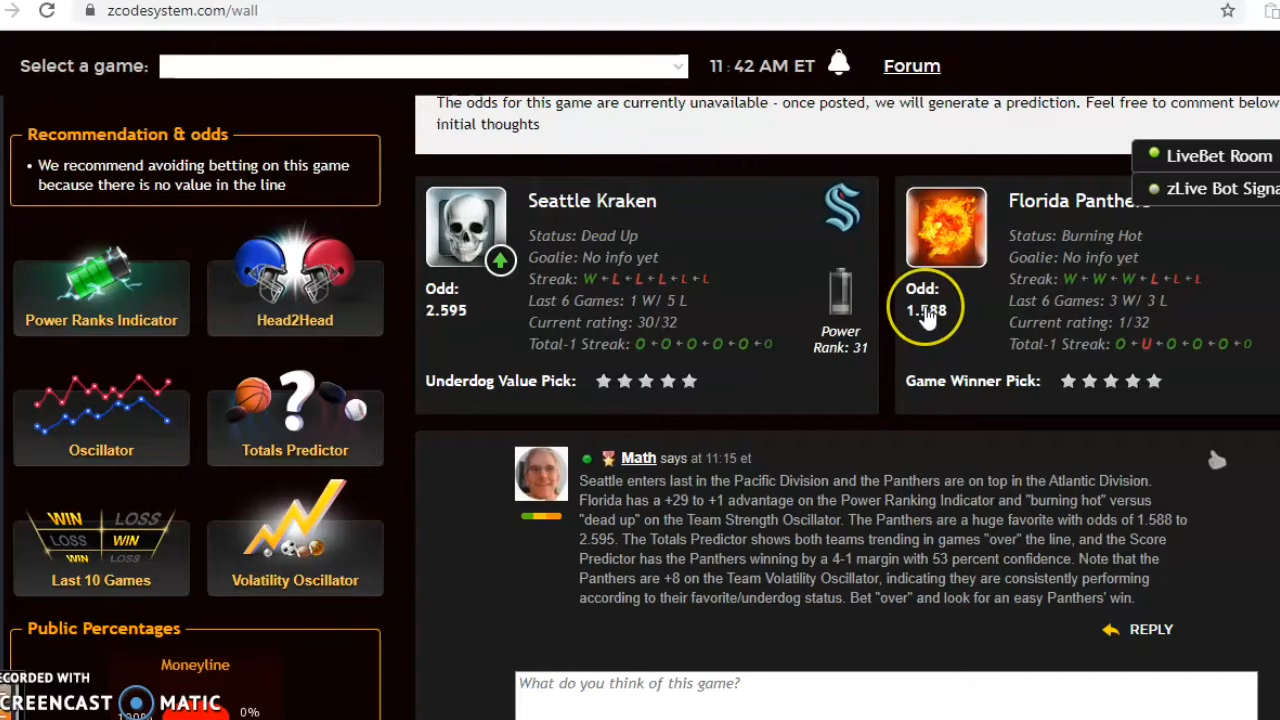 zcodesystem.com/wall
Select a game:
11:42 AM ET
Forum
Recommendation & odds
• We recommend avoiding betting on this game
because there is no value in the line
Power Ranks Indicator
Head2Head
Oscillator
Totals Predictor
WIN LOSS
LOSS WIN
WIN LOSS
Last 10 Games
Volatility Oscillator
Public Percentages
Moneyline
0%
RECORDED WITH
SCREENCAST MATIC
The odds for this game are currently unavailable - once posted, we will generate a prediction. Feel free to comment below
initial thoughts
LiveBet Room
zLive Bot Signa
Seattle Kraken
Status: Dead Up
Goalie: No info yet
Streak: W L L L L L
Last 6 Games: 1 W/ 5 L
Current rating: 30/32
Total-1 Streak: O O O O O O
Odd:
2.595
Power
Rank: 31
Underdog Value Pick:
Florida Panthers
Status: Burning Hot
Goalie: No info yet
Streak: W W W L L L
Last 6 Games: 3 W/ 3 L
Current rating: 1/32
Total-1 Streak: O U O O O O
Odd:
1.588
Game Winner Pick:
Math says at 11:15 et
Seattle enters last in the Pacific Division and the Panthers are on top in the Atlantic Division.
Florida has a +29 to +1 advantage on the Power Ranking Indicator and "burning hot" versus
"dead up" on the Team Strength Oscillator. The Panthers are a huge favorite with odds of 1.588 to
2.595. The Totals Predictor shows both teams trending in games "over" the line, and the Score
Predictor has the Panthers winning by a 4-1 margin with 53 percent confidence. Note that the
Panthers are +8 on the Team Volatility Oscillator, indicating they are consistently performing
according to their favorite/underdog status. Bet "over" and look for an easy Panthers' win.
REPLY
What do you think of this game?